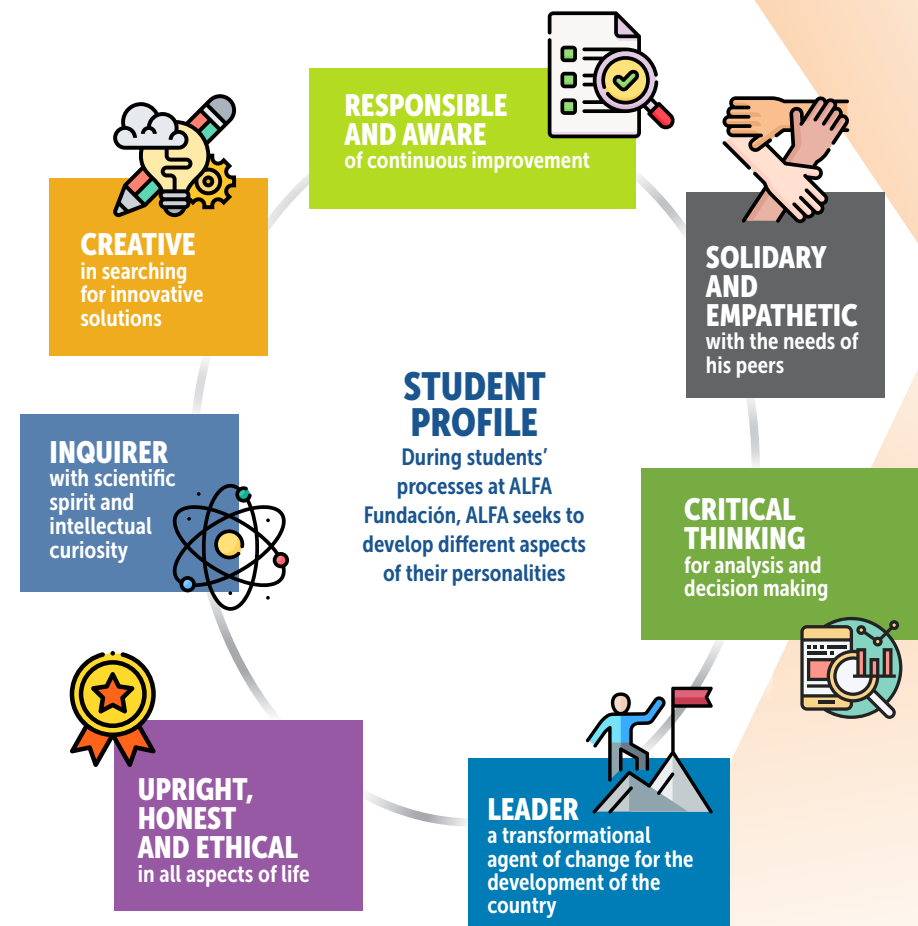 RESPONSIBLE
AND AWARE
of continuous improvement
CREATIVE
in searching
for innovative
solutions
SOLIDARY
AND
EMPATHETIC
with the needs of
his peers
STUDENT
PROFILE
During students’
processes at ALFA
Fundación, ALFA seeks to
develop different aspects
of their personalities
INQUIRER
with scientific
spirit and
intellectual
curiosity
CRITICAL
THINKING
for analysis and
decision making
UPRIGHT,
HONEST
AND ETHICAL
in all aspects of life
LEADER
a transformational
agent of change for the
development of the
country